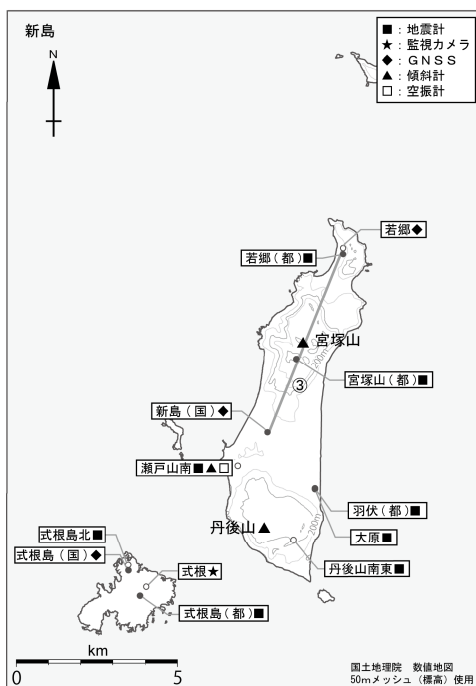 新島
■：地震計
★：監視カメラ
◆：ＧＮＳＳ
▲：傾斜計
□：空振計
N
若郷◆
若郷（都）■
宮塚山
200m
宮塚山（都）■
③
新島（国）◆
瀬戸山南■▲□
羽伏（都）■
丹後山
200m
大原■
式根島北■
式根島（国）◆
丹後山南東■
式根★
式根島（都）■
km
0
5
国土地理院　数値地図
50mメッシュ（標高）使用